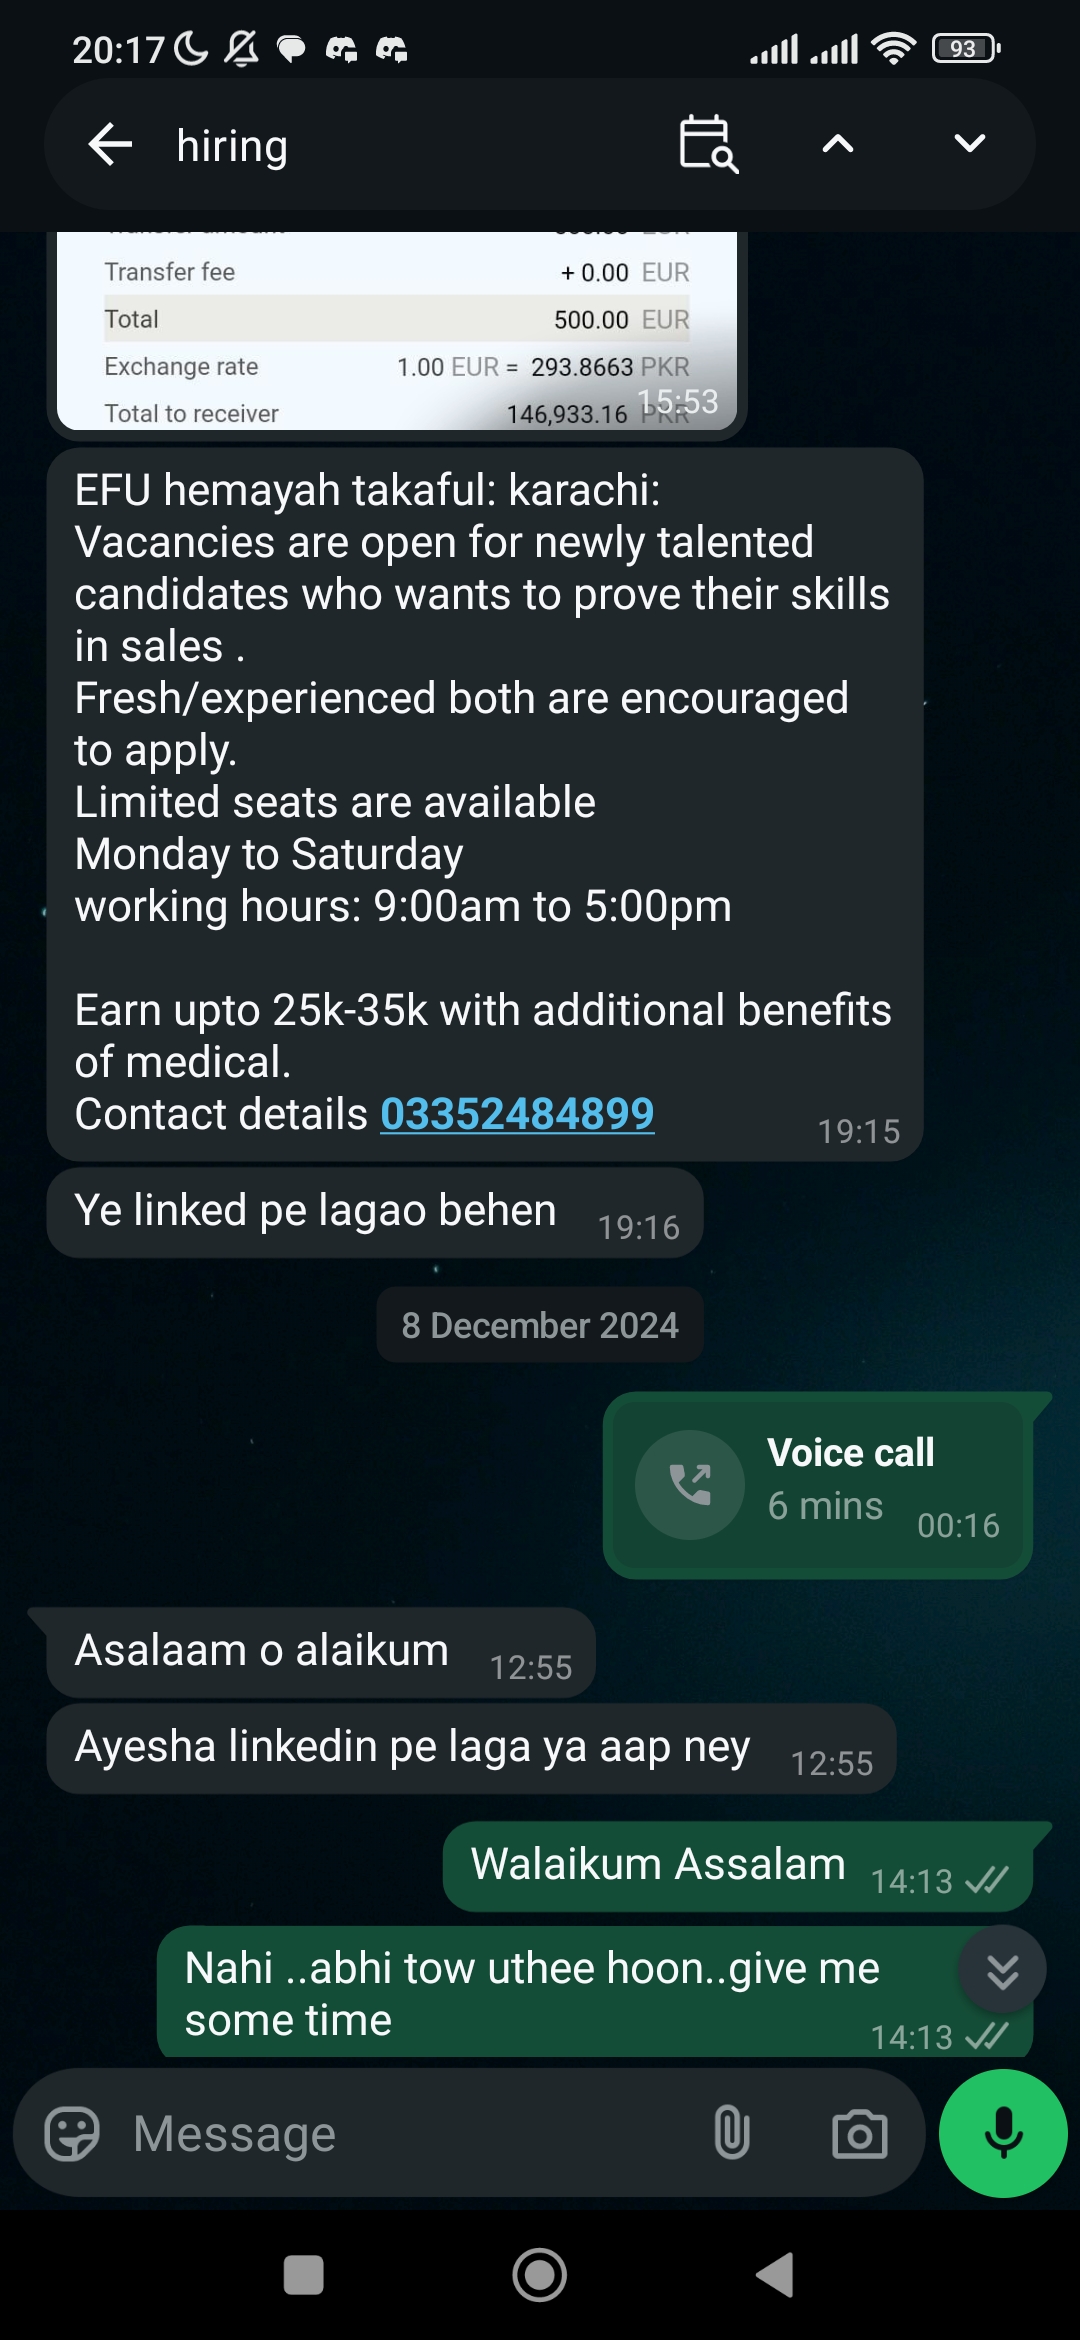 20:17
93
hiring
Transfer fee + 0.00 EUR
Total 500.00 EUR
Exchange rate 1.00 EUR = 293.8663 PKR
Total to receiver 146,933.16 PKR
15:53
EFU hemayah takaful: karachi:
Vacancies are open for newly talented
candidates who wants to prove their skills
in sales .
Fresh/experienced both are encouraged
to apply.
Limited seats are available
Monday to Saturday
working hours: 9:00am to 5:00pm
Earn upto 25k-35k with additional benefits
of medical.
Contact details 03352484899 19:15
Ye linked pe lagao behen 19:16
8 December 2024
Voice call
6 mins 00:16
Asalaam o alaikum 12:55
Ayesha linkedin pe laga ya aap ney 12:55
Walaikum Assalam 14:13
Nahi ..abhi tow uthee hoon..give me
some time 14:13
Message